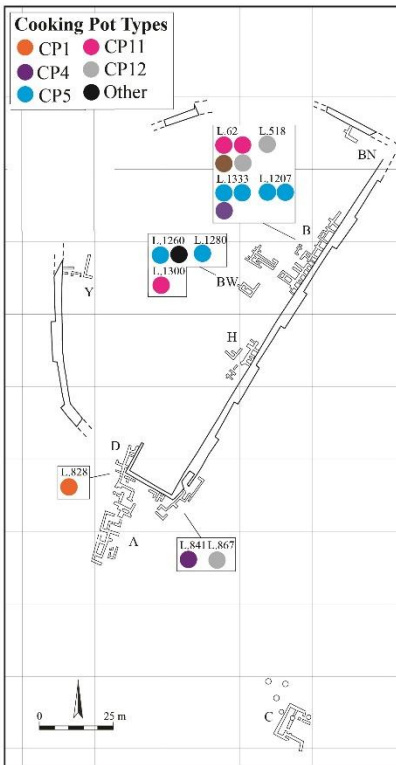 Cooking Pot Types
CP1 CP11
CP4 CP12
CP5 Other
L.62 L.518
BN
L.1333 L.1207
B
L.1260 L.1280
L.1300
BW
Y
H
D
L.828
A
L.841 L.867
C
0 25 m